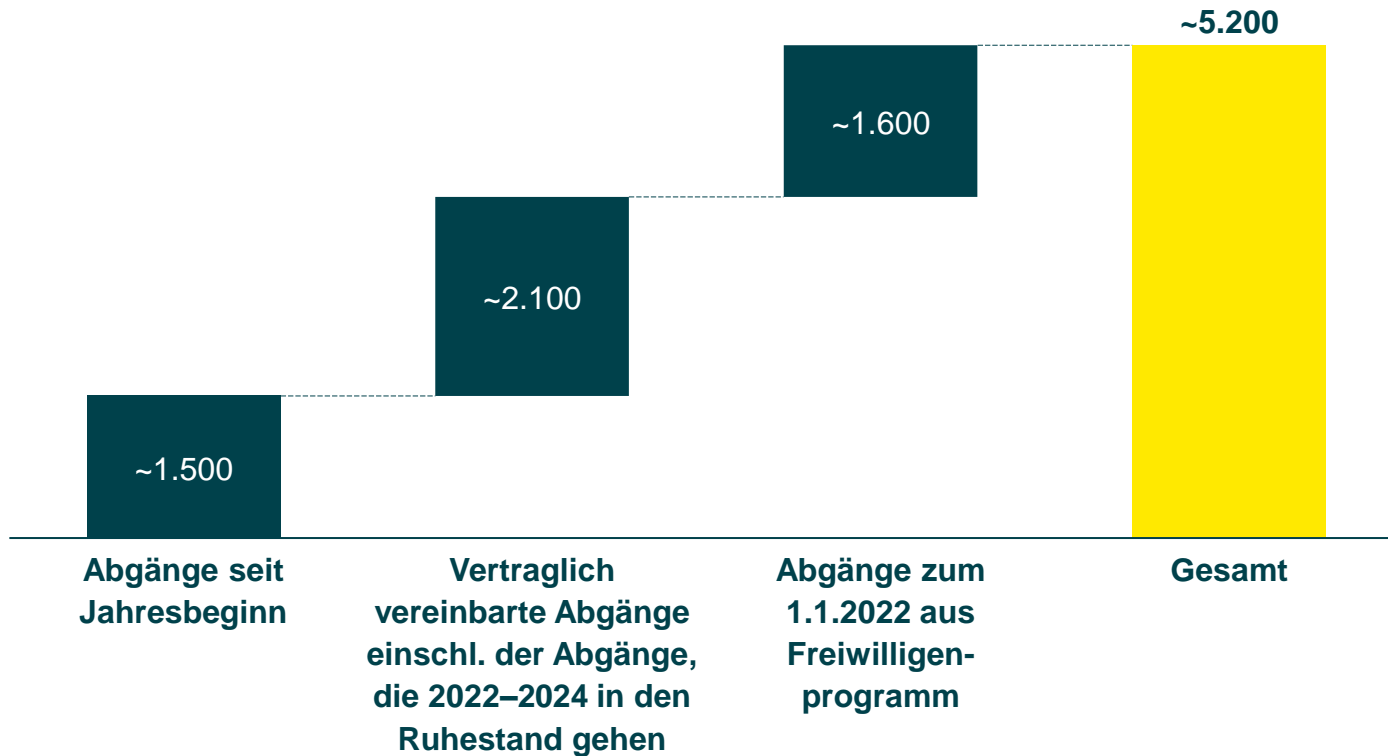 ~5.200
~1.600
~2.100
~1.500
Abgänge seit
Jahresbeginn
Vertraglich
vereinbarte Abgänge
einschl. der Abgänge,
die 2022–2024 in den
Ruhestand gehen
Abgänge zum
1.1.2022 aus
Freiwilligen-
programm
Gesamt